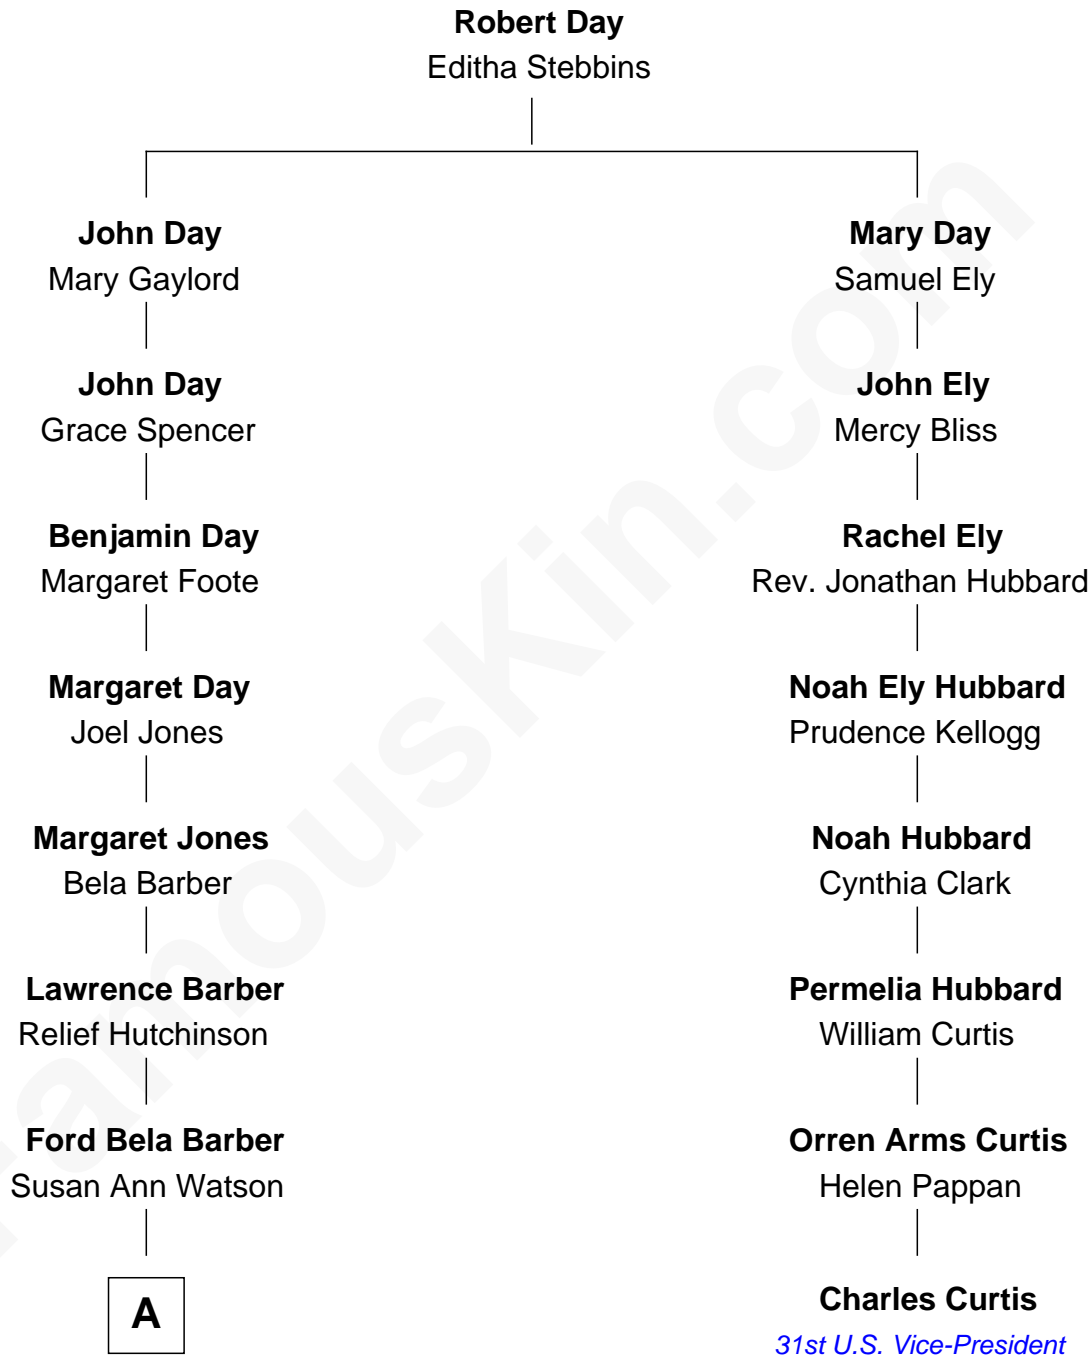 Robert Day
Editha Stebbins
John Day
Mary Gaylord
Mary Day
Samuel Ely
John Day
Grace Spencer
John Ely
Mercy Bliss
Benjamin Day
Margaret Foote
Rachel Ely
Rev. Jonathan Hubbard
Margaret Day
Joel Jones
Noah Ely Hubbard
Prudence Kellogg
Margaret Jones
Bela Barber
Noah Hubbard
Cynthia Clark
Lawrence Barber
Relief Hutchinson
Permelia Hubbard
William Curtis
Ford Bela Barber
Susan Ann Watson
Orren Arms Curtis
Helen Pappan
A
Charles Curtis
31st U.S. Vice-President
FamousKin.com